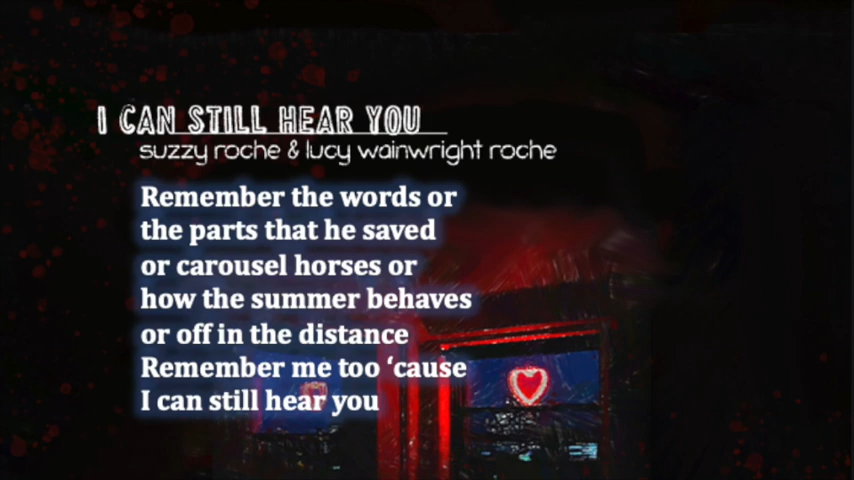 I CAN STILL HEAR YOU
suzzy roche & lucy wainwright roche
Remember the words or
the parts that he saved
or carousel horses or
how the summer behaves
or off in the distance
Remember me too ‘cause
I can still hear you